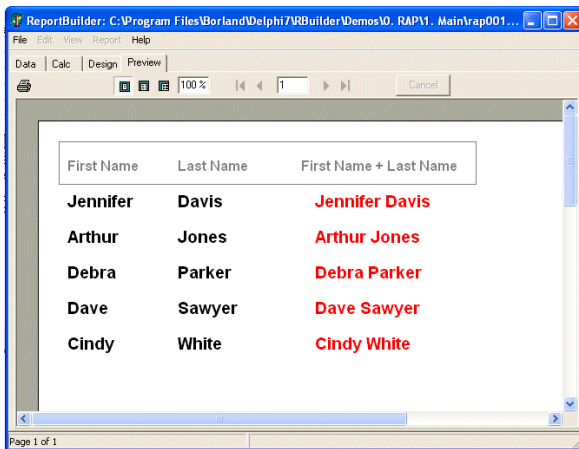 ReportBuilder: C:\Program Files\Borland\Delphi7\RBuilder\Demos\0. RAP\1. Main\rap001...
File Edit View Report Help
Data Calc Design Preview
100 % 1 Cancel
First Name Last Name First Name + Last Name
Jennifer Davis Jennifer Davis
Arthur Jones Arthur Jones
Debra Parker Debra Parker
Dave Sawyer Dave Sawyer
Cindy White Cindy White
Page 1 of 1